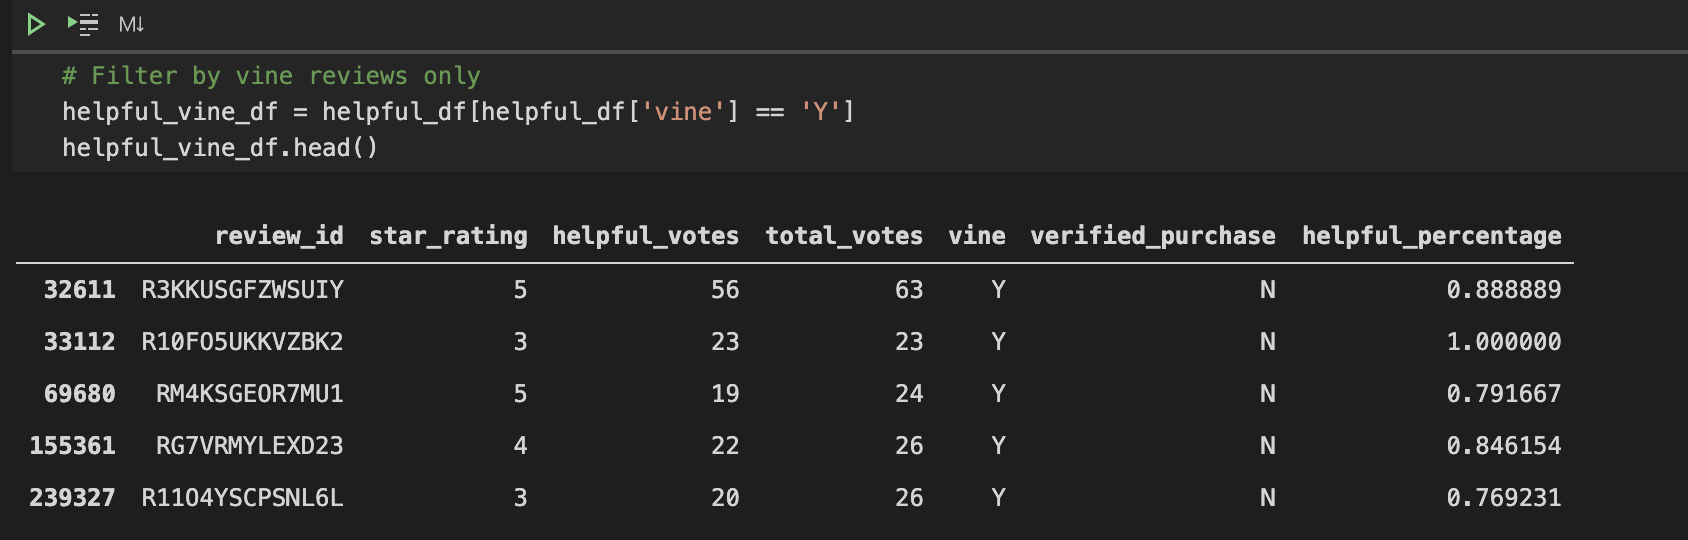 M↓
# Filter by vine reviews only
helpful_vine_df = helpful_df[helpful_df['vine'] == 'Y']
helpful_vine_df.head()
review_id star_rating helpful_votes total_votes vine verified_purchase helpful_percentage
32611 R3KKUSGFZWSUIY 5 56 63 Y N 0.888889
33112 R10FO5UKKVZBK2 3 23 23 Y N 1.000000
69680 RM4KSGEOR7MU1 5 19 24 Y N 0.791667
155361 RG7VRMYLEXD23 4 22 26 Y N 0.846154
239327 R11O4YSCPSNL6L 3 20 26 Y N 0.769231